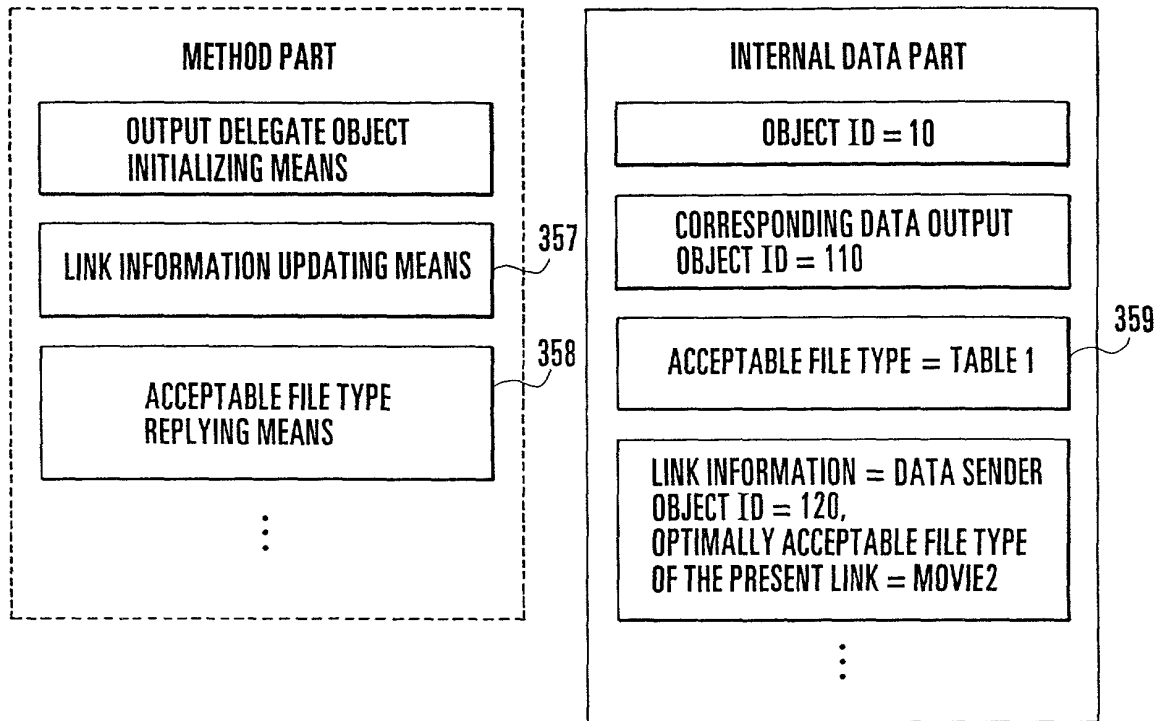 METHOD PART
OUTPUT DELEGATE OBJECT
INITIALIZING MEANS
LINK INFORMATION UPDATING MEANS
357
358
ACCEPTABLE FILE TYPE
REPLYING MEANS
INTERNAL DATA PART
OBJECT ID = 10
CORRESPONDING DATA OUTPUT
OBJECT ID = 110
359
ACCEPTABLE FILE TYPE = TABLE 1
LINK INFORMATION = DATA SENDER
OBJECT ID = 120,
OPTIMALLY ACCEPTABLE FILE TYPE
OF THE PRESENT LINK = MOVIE2